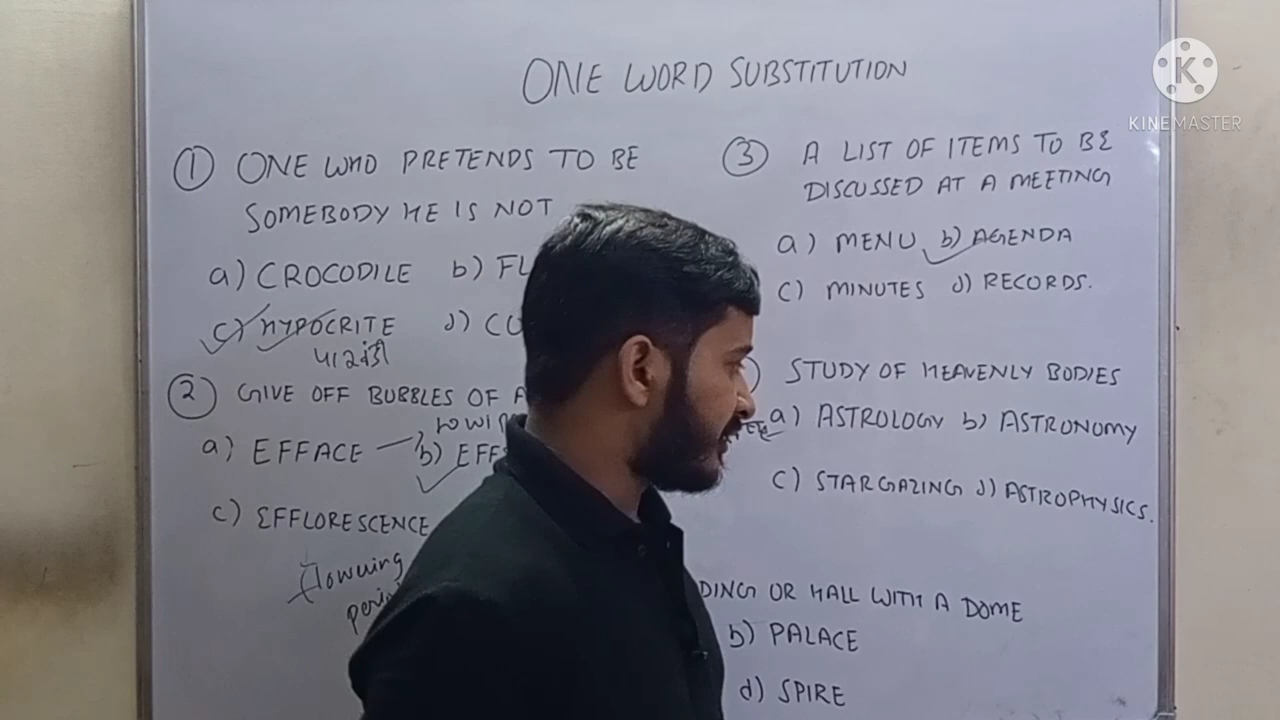 ONE WORD SUBSTITUTION
K
KINEMASTER
① ONE WHO PRETENDS TO BE
SOMEBODY HE IS NOT
a) CROCODILE b) FL
c) HYPOCRITE d) CO
પાખંડી
② GIVE OFF BUBBLES OF
a) EFFACE b) EFF
c) EFFLORESCENCE
flowering
③ A LIST OF ITEMS TO BE
DISCUSSED AT A MEETING
a) MENU b) AGENDA
c) MINUTES d) RECORDS.
STUDY OF HEAVENLY BODIES
a) ASTROLOGY b) ASTRONOMY
c) STARGAZING d) ASTROPHYSICS.
DING OR HALL WITH A DOME
b) PALACE
d) SPIRE